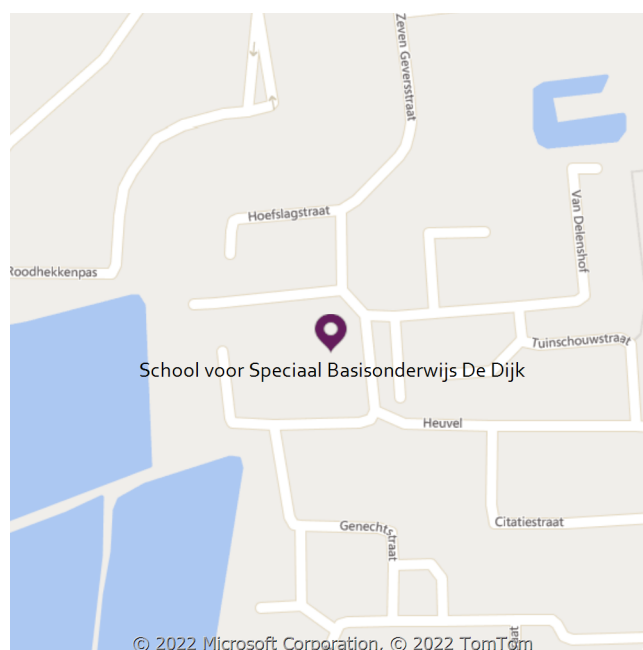 Zeven Geversstraat
Hoefslagstraat
Van Delenshof
Roodhekkenpas
Tuinschouwstraat
School voor Speciaal Basisonderwijs De Dijk
Heuvel
Citatiestraat
Genechtstraat
aat
© 2022 Microsoft Corporation, © 2022 TomTom